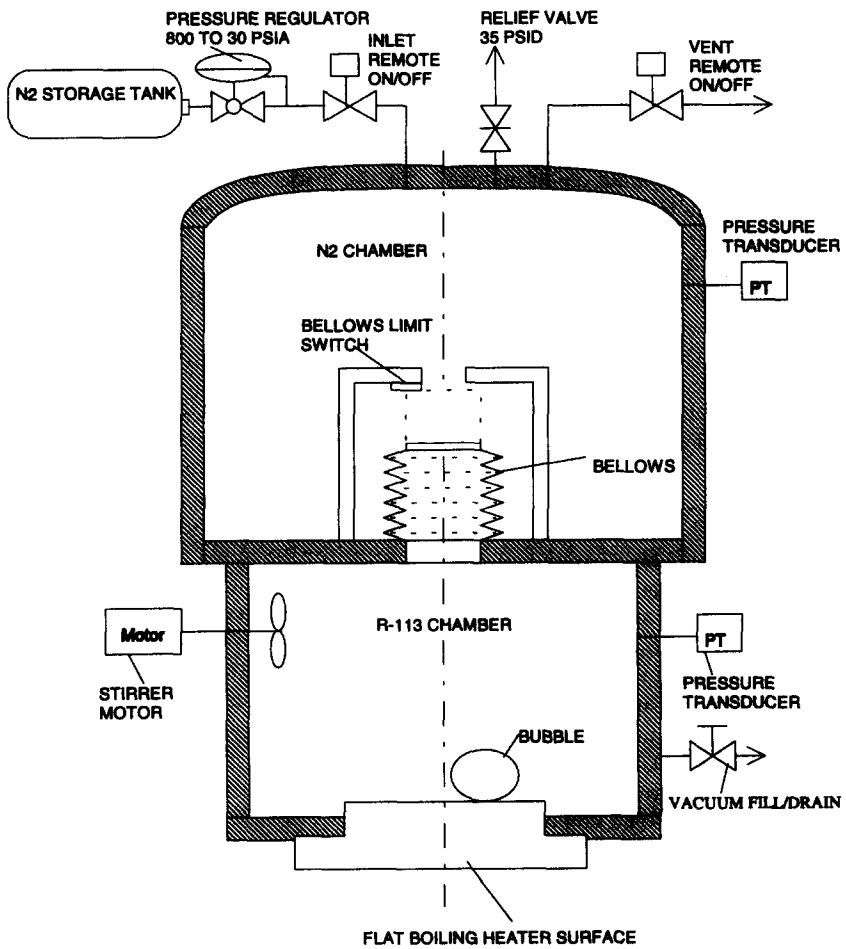 PRESSURE REGULATOR
800 TO 30 PSIA
INLET
REMOTE
ON/OFF
RELIEF VALVE
35 PSID
VENT
REMOTE
ON/OFF
N2 STORAGE TANK
N2 CHAMBER
PRESSURE
TRANSDUCER
PT
BELLOWS LIMIT
SWITCH
BELLOWS
R-113 CHAMBER
Motor
STIRRER
MOTOR
PT
PRESSURE
TRANSDUCER
BUBBLE
VACUUM FILL/DRAIN
FLAT BOILING HEATER SURFACE